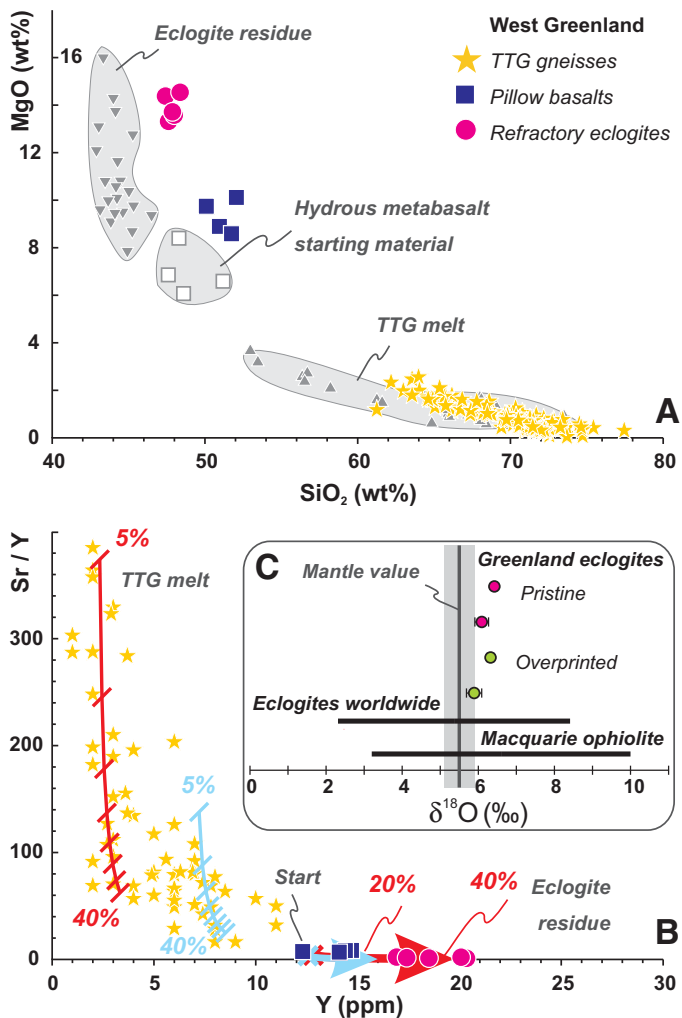 West Greenland
TTG gneisses
Pillow basalts
Refractory eclogites
Eclogite residue
Hydrous metabasalt
starting material
TTG melt
A
MgO (wt%)
16
12
8
4
0
40 50 60 70 80
SiO₂ (wt%)
Sr / Y
300
200
100
0
5%
TTG melt
40%
5%
40%
Start
20%
40%
Eclogite
residue
B
0 5 10 15 20 25 30
Y (ppm)
C
Greenland eclogites
Mantle value
Pristine
Overprinted
Eclogites worldwide
Macquarie ophiolite
0 2 4 6 8 10
δ¹⁸O (‰)